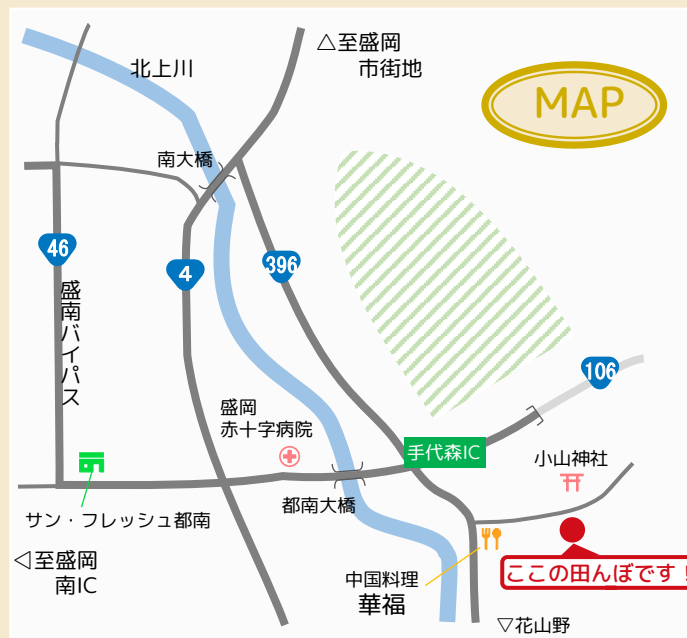 △至盛岡
市街地
北上川
MAP
南大橋
46
4
396
盛南バイパス
106
盛岡
赤十字病院
手代森IC
小山神社
都南大橋
サン・フレッシュ都南
◁至盛岡
南IC
中国料理
華福
ここの田んぼです!
▽花山野